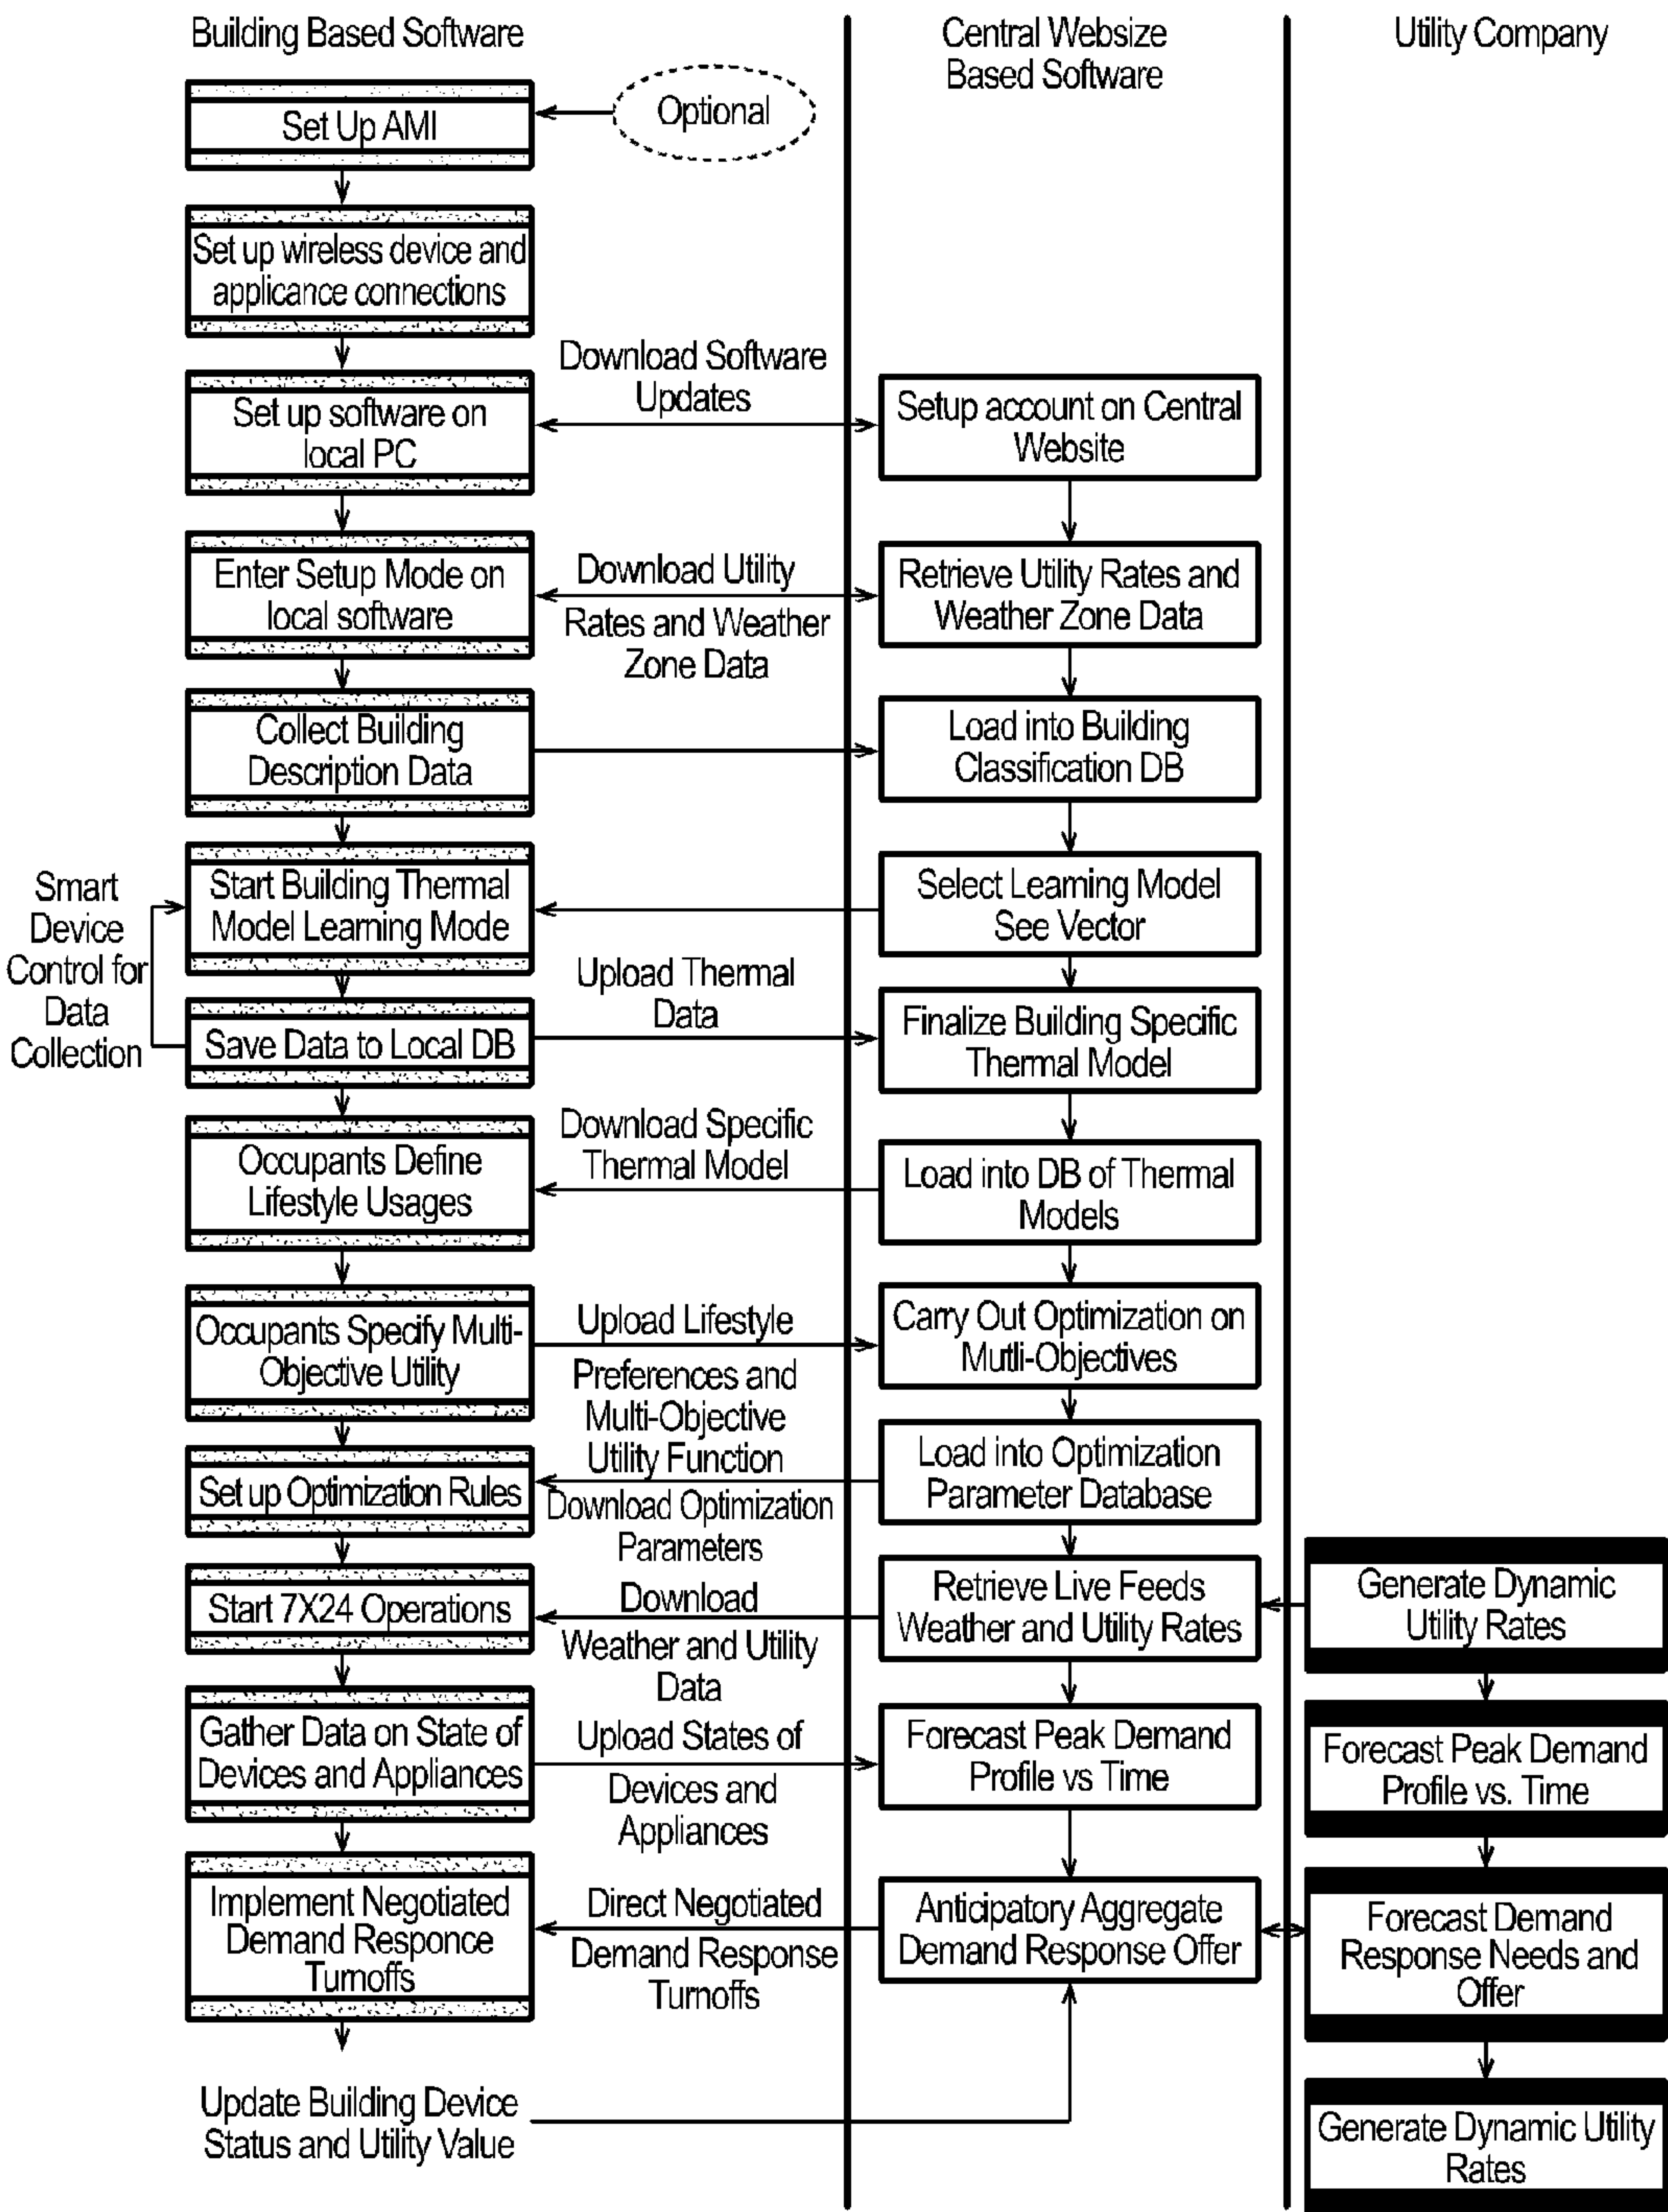 Building Based Software
Central Websize
Based Software
Utility Company
Optional
Set Up AMI
Set up wireless device and
applicance connections
Download Software
Updates
Set up software on
local PC
Setup account on Central
Website
Enter Setup Mode on
local software
Download Utility
Rates and Weather
Zone Data
Retrieve Utility Rates and
Weather Zone Data
Collect Building
Description Data
Load into Building
Classification DB
Smart
Device
Control for
Data
Collection
Start Building Thermal
Model Learning Mode
Select Learning Model
See Vector
Upload Thermal
Data
Save Data to Local DB
Finalize Building Specific
Thermal Model
Occupants Define
Lifestyle Usages
Download Specific
Thermal Model
Load into DB of Thermal
Models
Occupants Specify Multi-
Objective Utility
Upload Lifestyle
Preferences and
Multi-Objective
Utility Function
Carry Out Optimization on
Mutli-Objectives
Set up Optimization Rules
Download Optimization
Parameters
Load into Optimization
Parameter Database
Start 7X24 Operations
Download
Weather and Utility
Data
Retrieve Live Feeds
Weather and Utility Rates
Generate Dynamic
Utility Rates
Gather Data on State of
Devices and Appliances
Upload States of
Devices and
Appliances
Forecast Peak Demand
Profile vs Time
Forecast Peak Demand
Profile vs. Time
Implement Negotiated
Demand Responce
Turnoffs
Direct Negotiated
Demand Response
Turnoffs
Anticipatory Aggregate
Demand Response Offer
Forecast Demand
Response Needs and
Offer
Update Building Device
Status and Utility Value
Generate Dynamic Utility
Rates